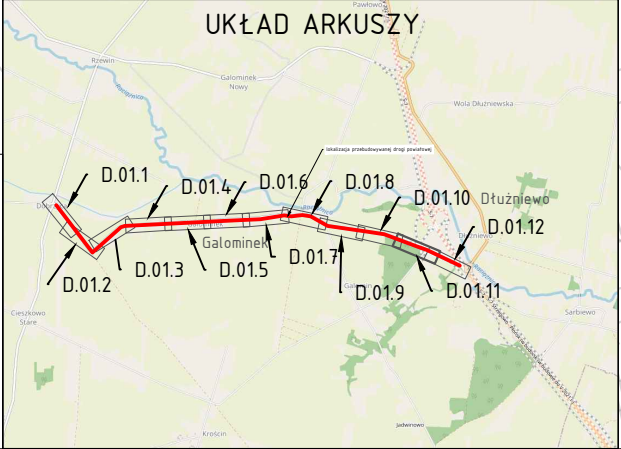 UKŁAD ARKUSZY
Pawłowo
Rzewin
Galominek
Nowy
Wola Dłużniewska
lokalizacja przebudowywanej drogi powiatowej
D.01.1
D.01.4
D.01.6
D.01.8
D.01.10
Dłużniewo
D.01.12
Dłużniewo
Galominek
D.01.2
D.01.3
D.01.5
D.01.7
D.01.9
D.01.11
Cieszkowo
Stare
Sarbiewo
Krościn
Jadwinowo